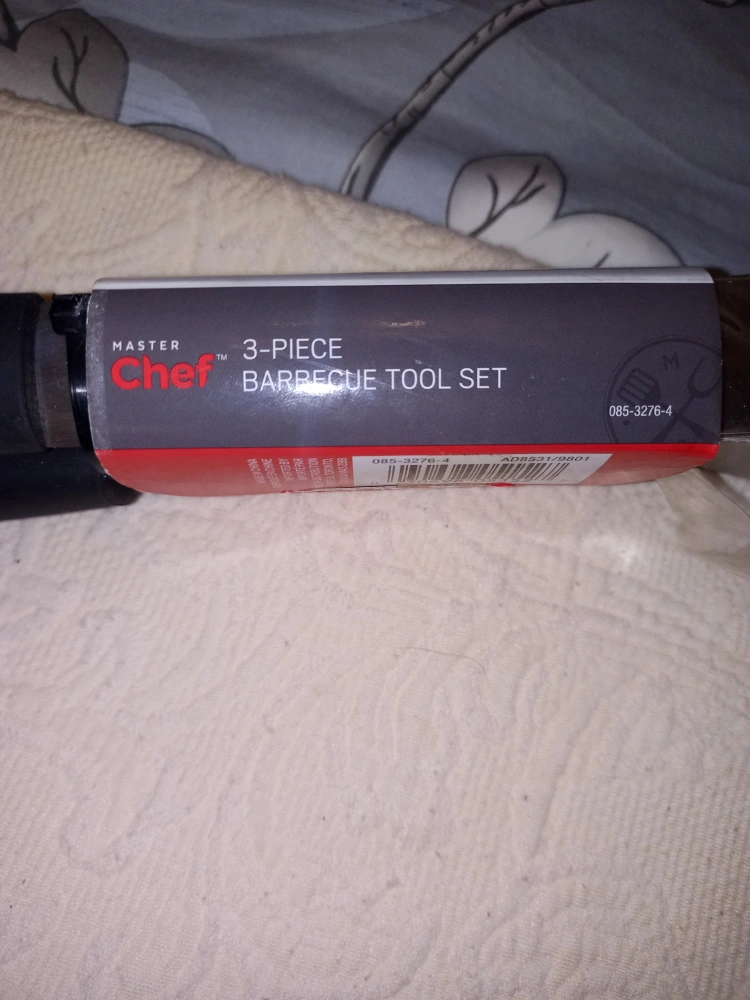 MASTER
Chef™
3-PIECE
BARBECUE TOOL SET
M
085-3276-4
085-3276-4 AD8531/9801